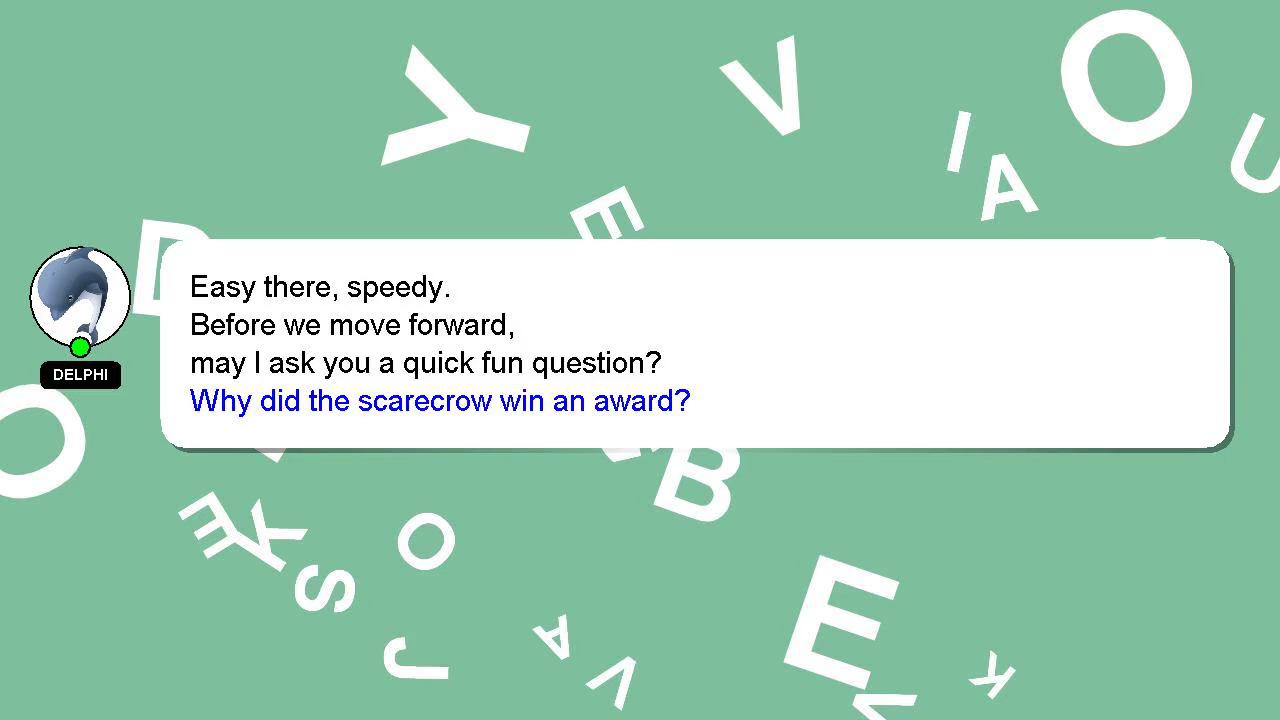 Easy there, speedy.
Before we move forward,
may I ask you a quick fun question?
Why did the scarecrow win an award?
DELPHI
Y
V
O
I
A
U
E
D
O
B
E
K
S
O
J
A
V
E
K
V